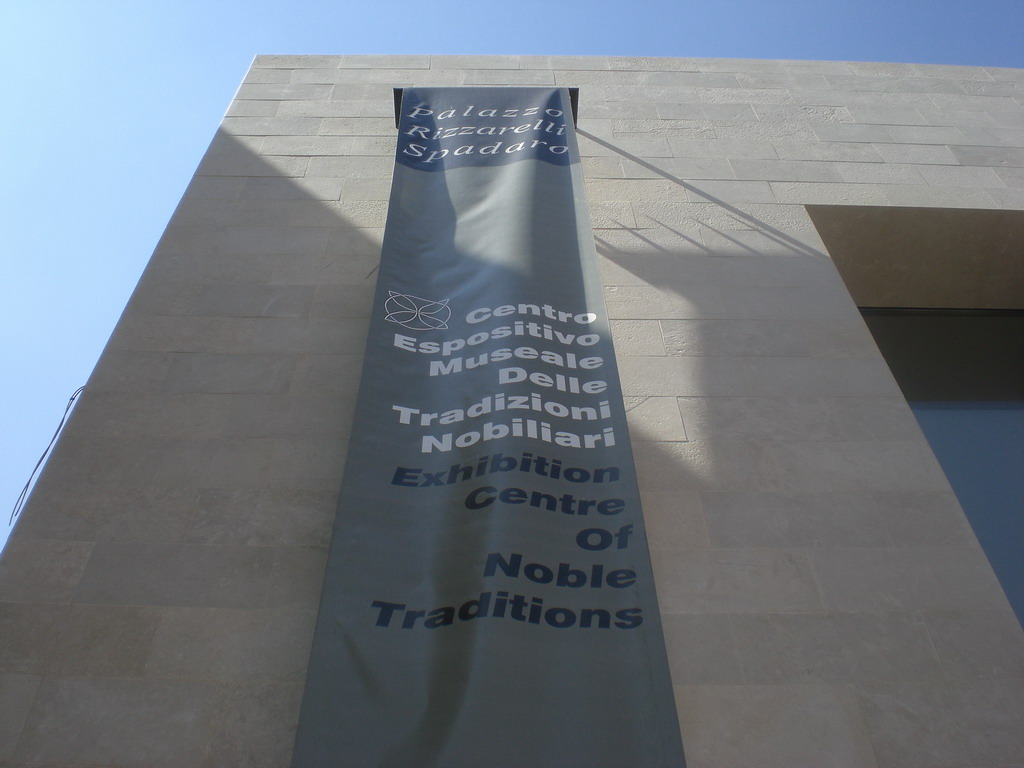 Palazzo
Rizzarelli
Spadaro
Centro
Espositivo
Museale
Delle
Tradizioni
Nobiliari
Exhibition
Centre
Of
Noble
Traditions